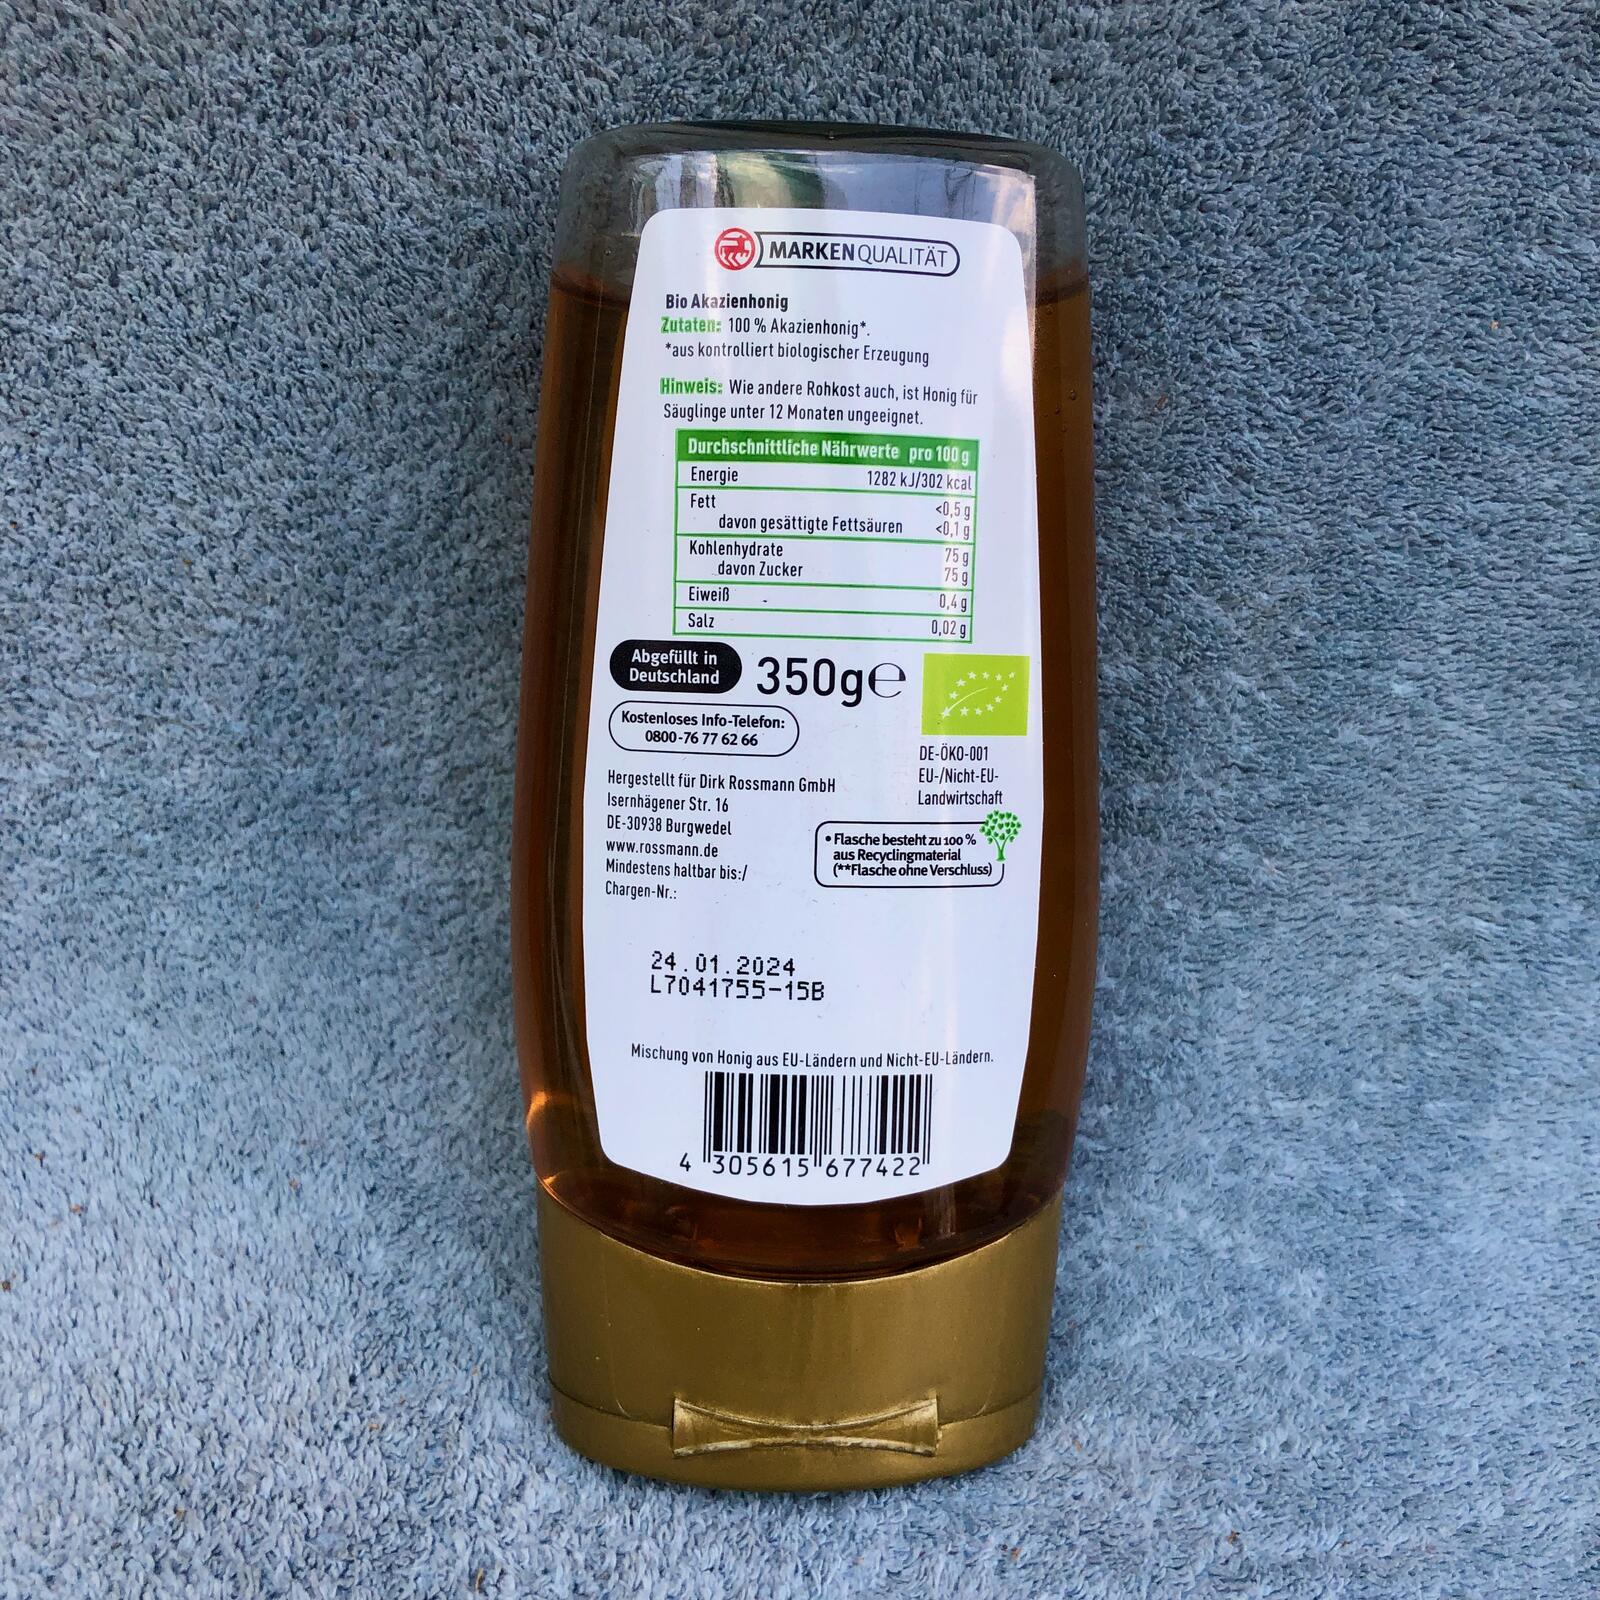 MARKENQUALITÄT
Bio Akazienhonig
Zutaten: 100 % Akazienhonig*.
*aus kontrolliert biologischer Erzeugung
Hinweis: Wie andere Rohkost auch, ist Honig für
Säuglinge unter 12 Monaten ungeeignet.
Durchschnittliche Nährwerte pro 100 g
Energie 1282 kJ/302 kcal
Fett <0,5 g
davon gesättigte Fettsäuren <0,1 g
Kohlenhydrate 75 g
davon Zucker 75 g
Eiweiß 0,4 g
Salz 0,02 g
Abgefüllt in
Deutschland
350g℮
Kostenloses Info-Telefon:
0800-76 77 62 66
DE-ÖKO-001
EU-/Nicht-EU-
Landwirtschaft
Hergestellt für Dirk Rossmann GmbH
Isernhägener Str. 16
DE-30938 Burgwedel
www.rossmann.de
Mindestens haltbar bis:/
Chargen-Nr.:
• Flasche besteht zu 100 %
aus Recyclingmaterial
(**Flasche ohne Verschluss)
24.01.2024
L7041755-15B
Mischung von Honig aus EU-Ländern und Nicht-EU-Ländern.
4 305615 677422